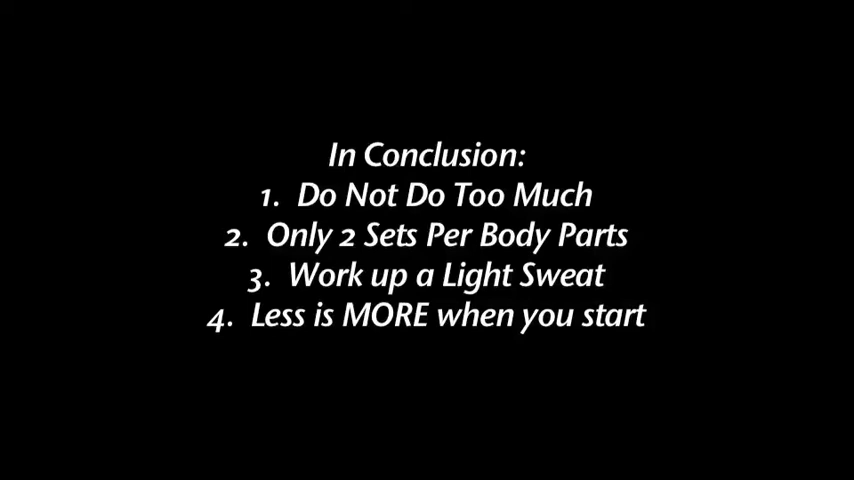 In Conclusion:
1. Do Not Do Too Much
2. Only 2 Sets Per Body Parts
3. Work up a Light Sweat
4. Less is MORE when you start